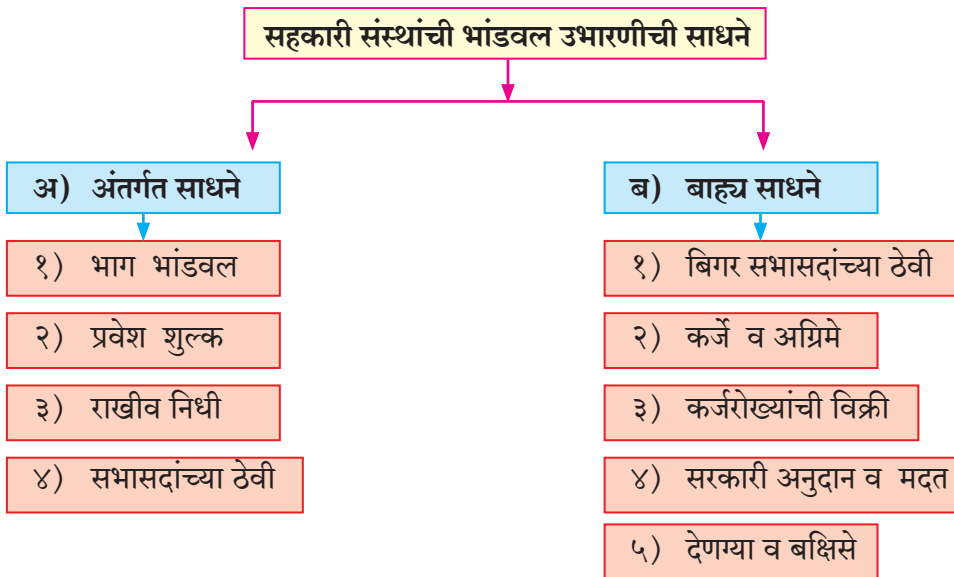 सहकारी संस्थांची भांडवल उभारणीची साधने
अ) अंतर्गत साधने
१) भाग भांडवल
२) प्रवेश शुल्क
३) राखीव निधी
४) सभासदांच्या ठेवी
ब) बाह्य साधने
१) बिगर सभासदांच्या ठेवी
२) कर्जे व अग्रिमे
३) कर्जरोख्यांची विक्री
४) सरकारी अनुदान व मदत
५) देणग्या व बक्षिसे